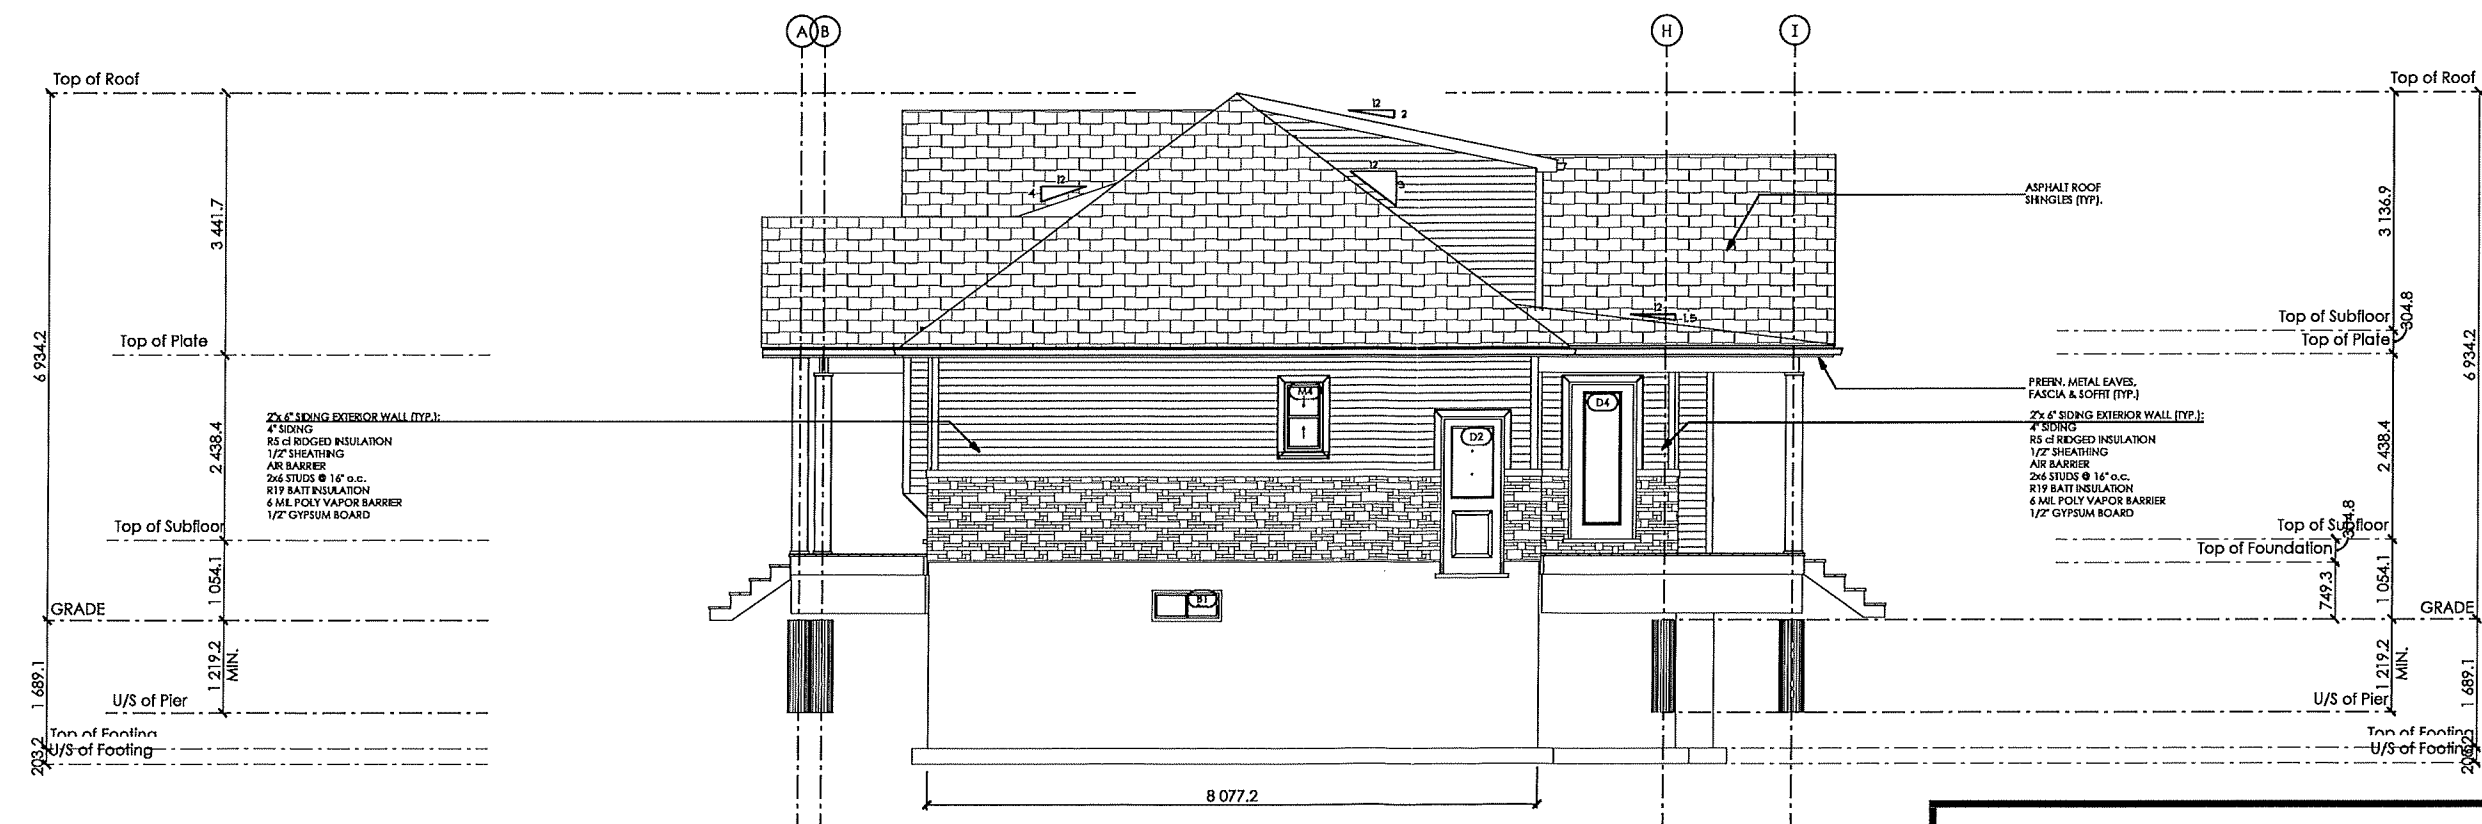 A B H I
Top of Roof
Top of Roof
12
2
12
4
12
9
12
1.5
3 441.7
6 934.2
2 438.4
1 054.1
1 219.2
MIN.
1 689.1
203.2
Top of Plate
2"x 6" SIDING EXTERIOR WALL (TYP.):
4" SIDING
R5 ci RIDGED INSULATION
1/2" SHEATHING
AIR BARRIER
2x6 STUDS @ 16" o.c.
R19 BATT INSULATION
6 MIL POLY VAPOR BARRIER
1/2" GYPSUM BOARD
Top of Subfloor
GRADE
U/S of Pier
Top of Footing
U/S of Footing
M4
D2
D4
B1
8 077.2
ASPHALT ROOF
SHINGLES (TYP).
3 136.9
304.8
6 934.2
Top of Subfloor
Top of Plate
PREFIN. METAL EAVES,
FASCIA & SOFFIT (TYP.)
2"x 6" SIDING EXTERIOR WALL (TYP.):
4" SIDING
R5 ci RIDGED INSULATION
1/2" SHEATHING
AIR BARRIER
2x6 STUDS @ 16" o.c.
R19 BATT INSULATION
6 MIL POLY VAPOR BARRIER
1/2" GYPSUM BOARD
2 438.4
Top of Subfloor
304.8
Top of Foundation
749.3
1 054.1
GRADE
1 219.2
MIN.
1 689.1
U/S of Pier
Top of Footing
U/S of Footing
203.2